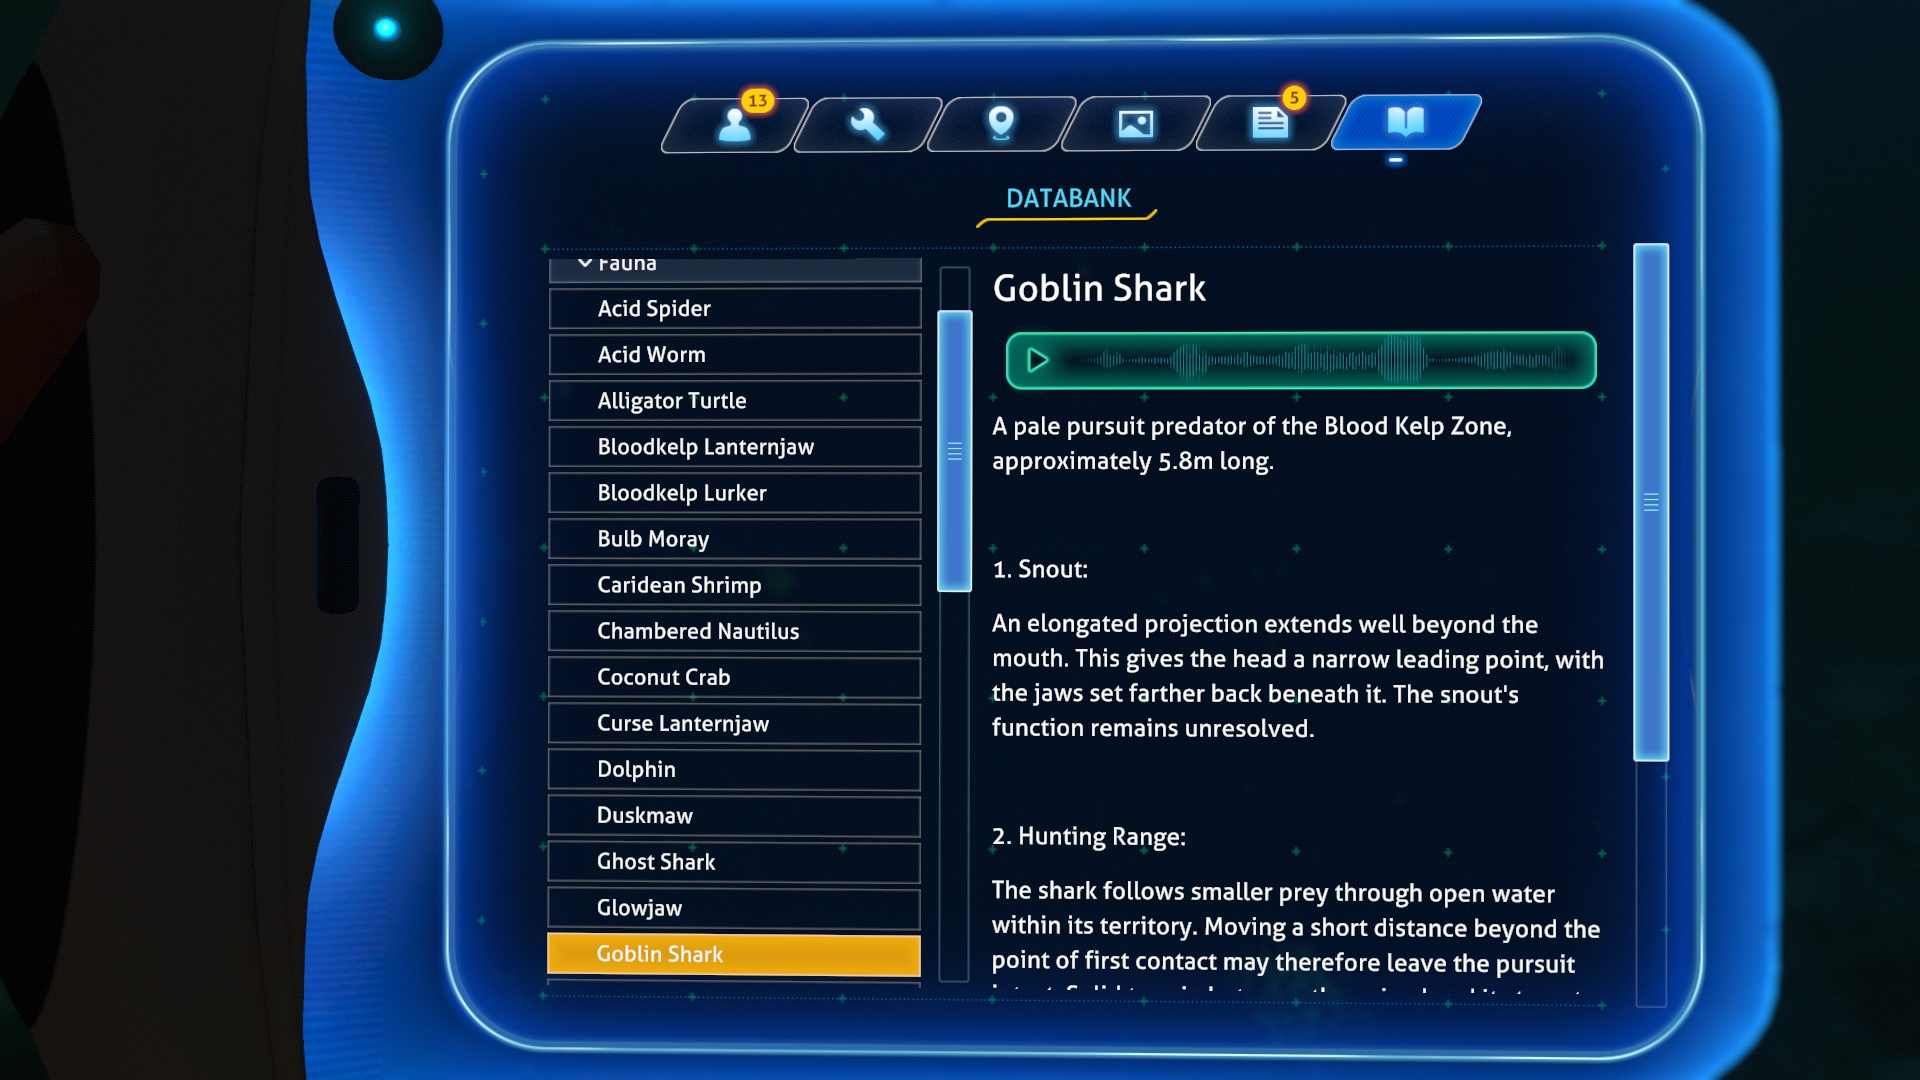 13
5
DATABANK
Fauna
Acid Spider
Acid Worm
Alligator Turtle
Bloodkelp Lanternjaw
Bloodkelp Lurker
Bulb Moray
Caridean Shrimp
Chambered Nautilus
Coconut Crab
Curse Lanternjaw
Dolphin
Duskmaw
Ghost Shark
Glowjaw
Goblin Shark
Goblin Shark
A pale pursuit predator of the Blood Kelp Zone,
approximately 5.8m long.
1. Snout:
An elongated projection extends well beyond the
mouth. This gives the head a narrow leading point, with
the jaws set farther back beneath it. The snout's
function remains unresolved.
2. Hunting Range:
The shark follows smaller prey through open water
within its territory. Moving a short distance beyond the
point of first contact may therefore leave the pursuit